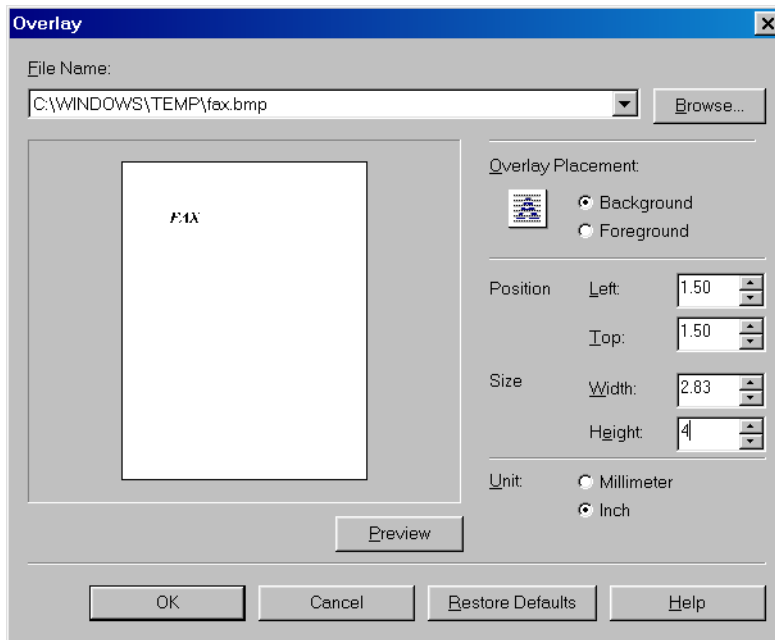 Overlay
File Name:
C:\WINDOWS\TEMP\fax.bmp
Browse...
FAX
Overlay Placement:
Background
Foreground
Position Left: 1.50
Top: 1.50
Size Width: 2.83
Height: 4
Unit: Millimeter
Inch
Preview
OK Cancel Restore Defaults Help